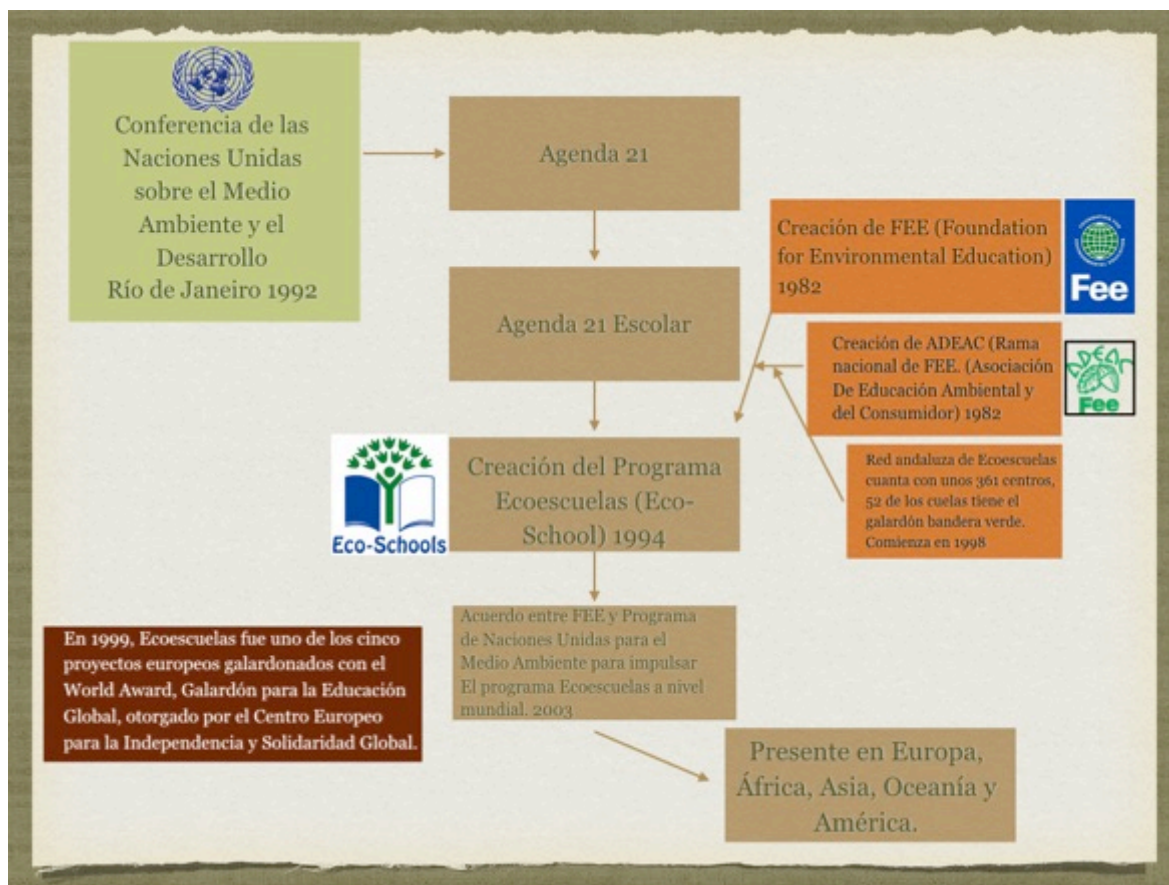 Conferencia de las
Naciones Unidas
sobre el Medio
Ambiente y el
Desarrollo
Río de Janeiro 1992
Agenda 21
Agenda 21 Escolar
Creación de FEE (Foundation
for Environmental Education)
1982
Fee
Creación de ADEAC (Rama
nacional de FEE. (Asociación
De Educación Ambiental y
del Consumidor) 1982
ADEAC
Fee
Red andaluza de Ecoescuelas
cuanta con unos 361 centros,
52 de los cuelas tiene el
galardón bandera verde.
Comienza en 1998
Creación del Programa
Ecoescuelas (Eco-
School) 1994
Eco-Schools
Acuerdo entre FEE y Programa
de Naciones Unidas para el
Medio Ambiente para impulsar
El programa Ecoescuelas a nivel
mundial. 2003
En 1999, Ecoescuelas fue uno de los cinco
proyectos europeos galardonados con el
World Award, Galardón para la Educación
Global, otorgado por el Centro Europeo
para la Independencia y Solidaridad Global.
Presente en Europa,
África, Asia, Oceanía y
América.